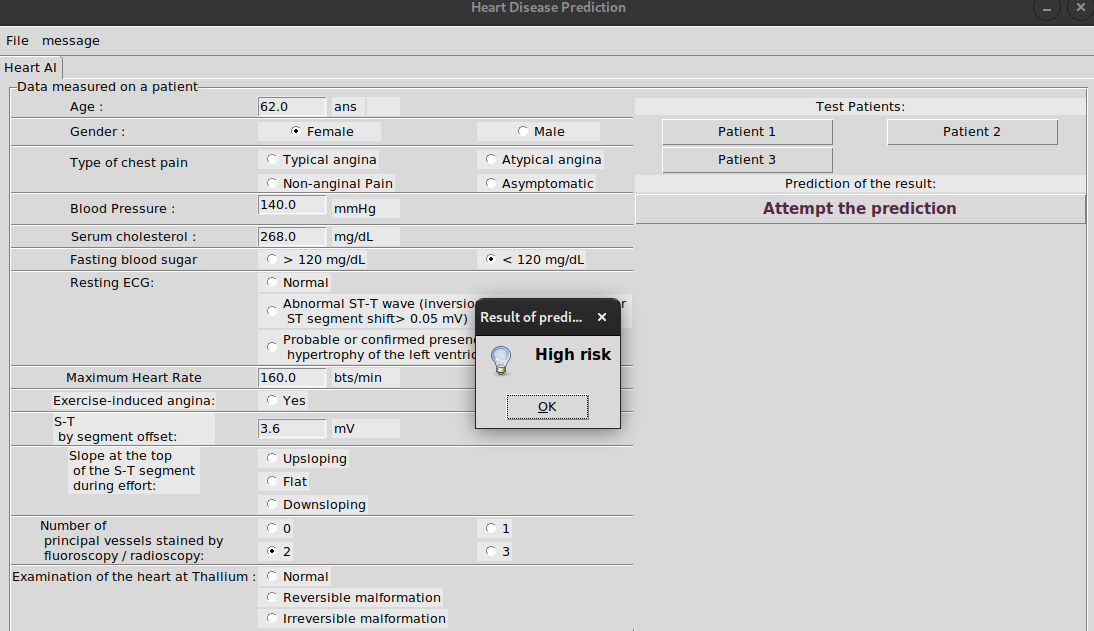 Heart Disease Prediction
File message
Heart AI
Data measured on a patient
Age : 62.0 ans
Gender : Female Male
Type of chest pain Typical angina Atypical angina
Non-anginal Pain Asymptomatic
Blood Pressure : 140.0 mmHg
Serum cholesterol : 268.0 mg/dL
Fasting blood sugar > 120 mg/dL < 120 mg/dL
Resting ECG: Normal
Abnormal ST-T wave (inversio r
ST segment shift> 0.05 mV)
Probable or confirmed presen
hypertrophy of the left ventric
Maximum Heart Rate 160.0 bts/min
Exercise-induced angina: Yes
S-T
by segment offset: 3.6 mV
Slope at the top
of the S-T segment
during effort:
Upsloping
Flat
Downsloping
Number of
principal vessels stained by
fluoroscopy / radioscopy:
0 1
2 3
Examination of the heart at Thallium : Normal
Reversible malformation
Irreversible malformation
Test Patients:
Patient 1 Patient 2
Patient 3
Prediction of the result:
Attempt the prediction
Result of predi...
High risk
OK